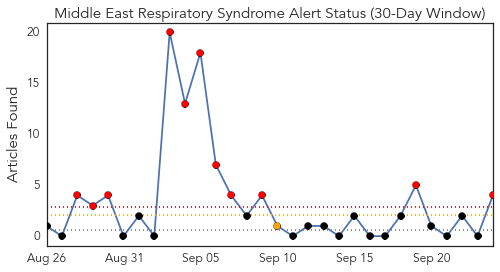 Middle East Respiratory Syndrome Alert Status (30-Day Window)
Articles Found
20
15
10
5
0
Aug 26 Aug 31 Sep 05 Sep 10 Sep 15 Sep 20